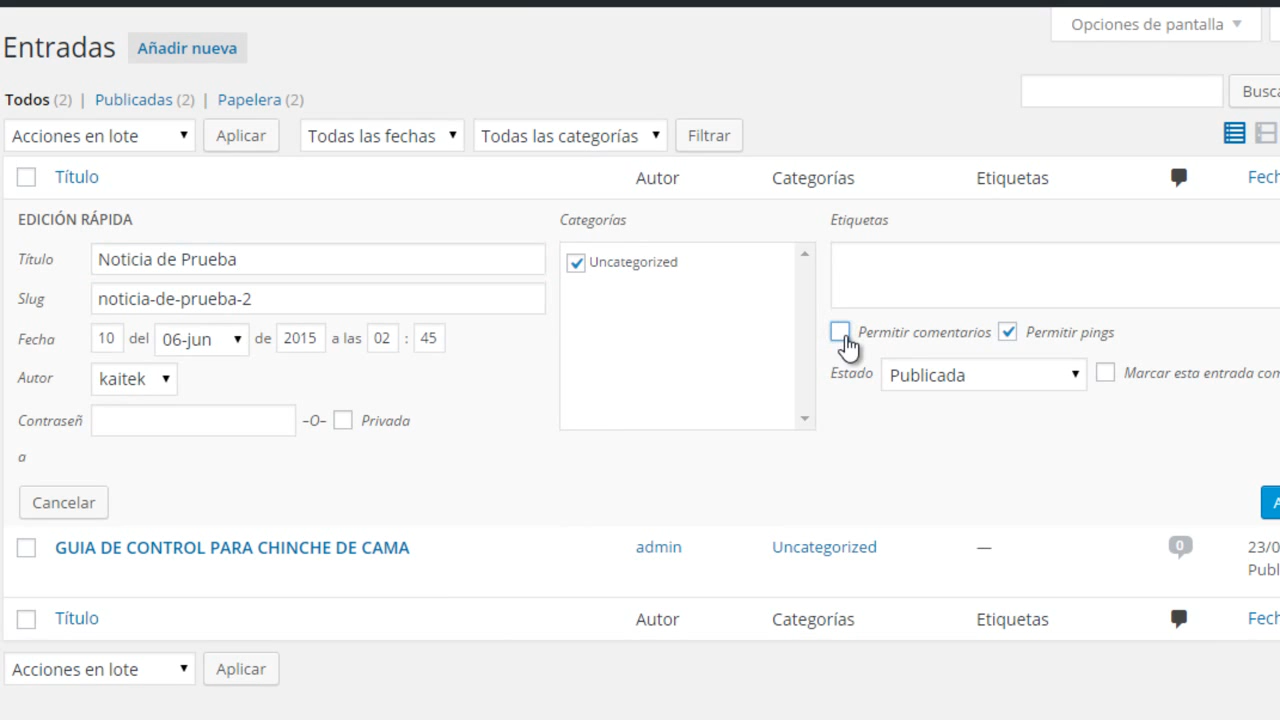 Opciones de pantalla
Entradas Añadir nueva
Todos (2) | Publicadas (2) | Papelera (2)
Busca
Acciones en lote Aplicar Todas las fechas Todas las categorías Filtrar
Título Autor Categorías Etiquetas Fech
EDICIÓN RÁPIDA Categorías Etiquetas
Título Noticia de Prueba Uncategorized
Slug noticia-de-prueba-2
Fecha 10 del 06-jun de 2015 a las 02 : 45 Permitir comentarios Permitir pings
Autor kaitek Estado Publicada Marcar esta entrada com
Contraseñ –O– Privada
a
Cancelar A
GUIA DE CONTROL PARA CHINCHE DE CAMA admin Uncategorized — 0 23/0
Publ
Título Autor Categorías Etiquetas Fech
Acciones en lote Aplicar